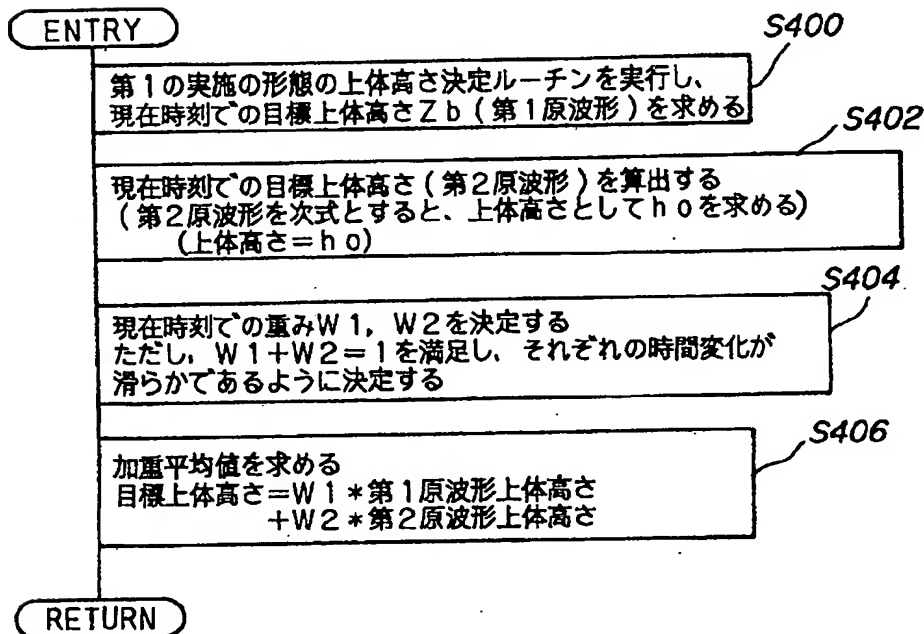 ENTRY
S400
第1の実施の形態の上体高さ決定ルーチンを実行し、
現在時刻での目標上体高さZb(第1原波形)を求める
S402
現在時刻での目標上体高さ(第2原波形)を算出する
(第2原波形を次式とすると、上体高さとしてhoを求める)
(上体高さ=ho)
S404
現在時刻での重みW1,W2を決定する
ただし、W1+W2=1を満足し、それぞれの時間変化が
滑らかであるように決定する
S406
加重平均値を求める
目標上体高さ=W1*第1原波形上体高さ
+W2*第2原波形上体高さ
RETURN